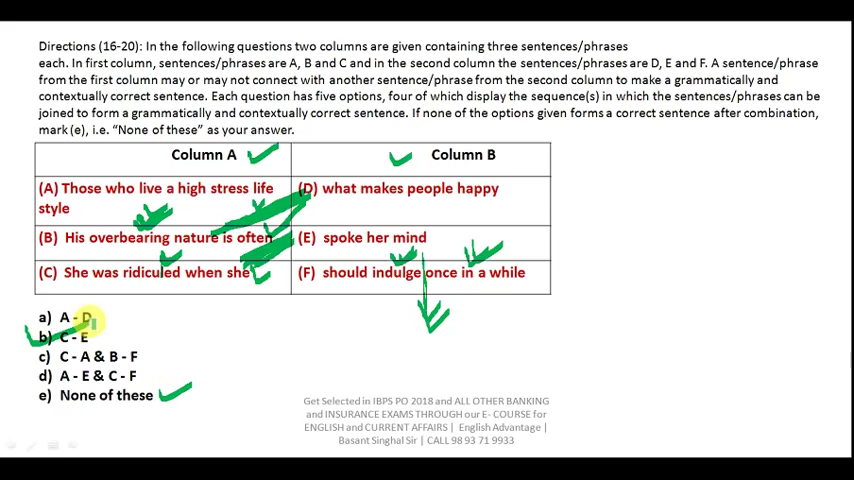 Directions (16-20): In the following questions two columns are given containing three sentences/phrases
each. In first column, sentences/phrases are A, B and C and in the second column the sentences/phrases are D, E and F. A sentence/phrase
from the first column may or may not connect with another sentence/phrase from the second column to make a grammatically and
contextually correct sentence. Each question has five options, four of which display the sequence(s) in which the sentences/phrases can be
joined to form a grammatically and contextually correct sentence. If none of the options given forms a correct sentence after combination,
mark (e), i.e. “None of these” as your answer.
Column A Column B
(A) Those who live a high stress life (D) what makes people happy
style
(B) His overbearing nature is often (E) spoke her mind
(C) She was ridiculed when she (F) should indulge once in a while
a) A - D
b) C - E
c) C - A & B - F
d) A - E & C - F
e) None of these
Get Selected in IBPS PO 2018 and ALL OTHER BANKING
and INSURANCE EXAMS THROUGH our E- COURSE for
ENGLISH and CURRENT AFFAIRS | English Advantage |
Basant Singhal Sir | CALL 98 93 71 9933